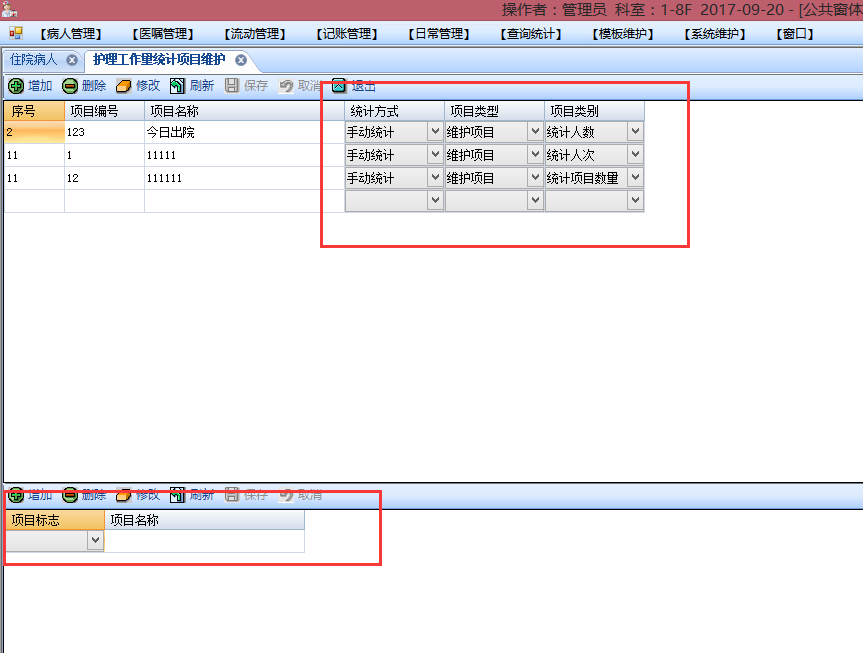 操作者：管理员 科室：1-8F 2017-09-20 - [公共窗体
【病人管理】 【医嘱管理】 【流动管理】 【记账管理】 【日常管理】 【查询统计】 【模板维护】 【系统维护】 【窗口】
住院病人 护理工作量统计项目维护
增加 删除 修改 刷新 保存 取消 退出
序号 项目编号 项目名称 统计方式 项目类型 项目类别
2 123 今日出院 手动统计 维护项目 统计人数
11 1 11111 手动统计 维护项目 统计人次
11 12 111111 手动统计 维护项目 统计项目数量
增加 删除 修改 刷新 保存 取消
项目标志 项目名称